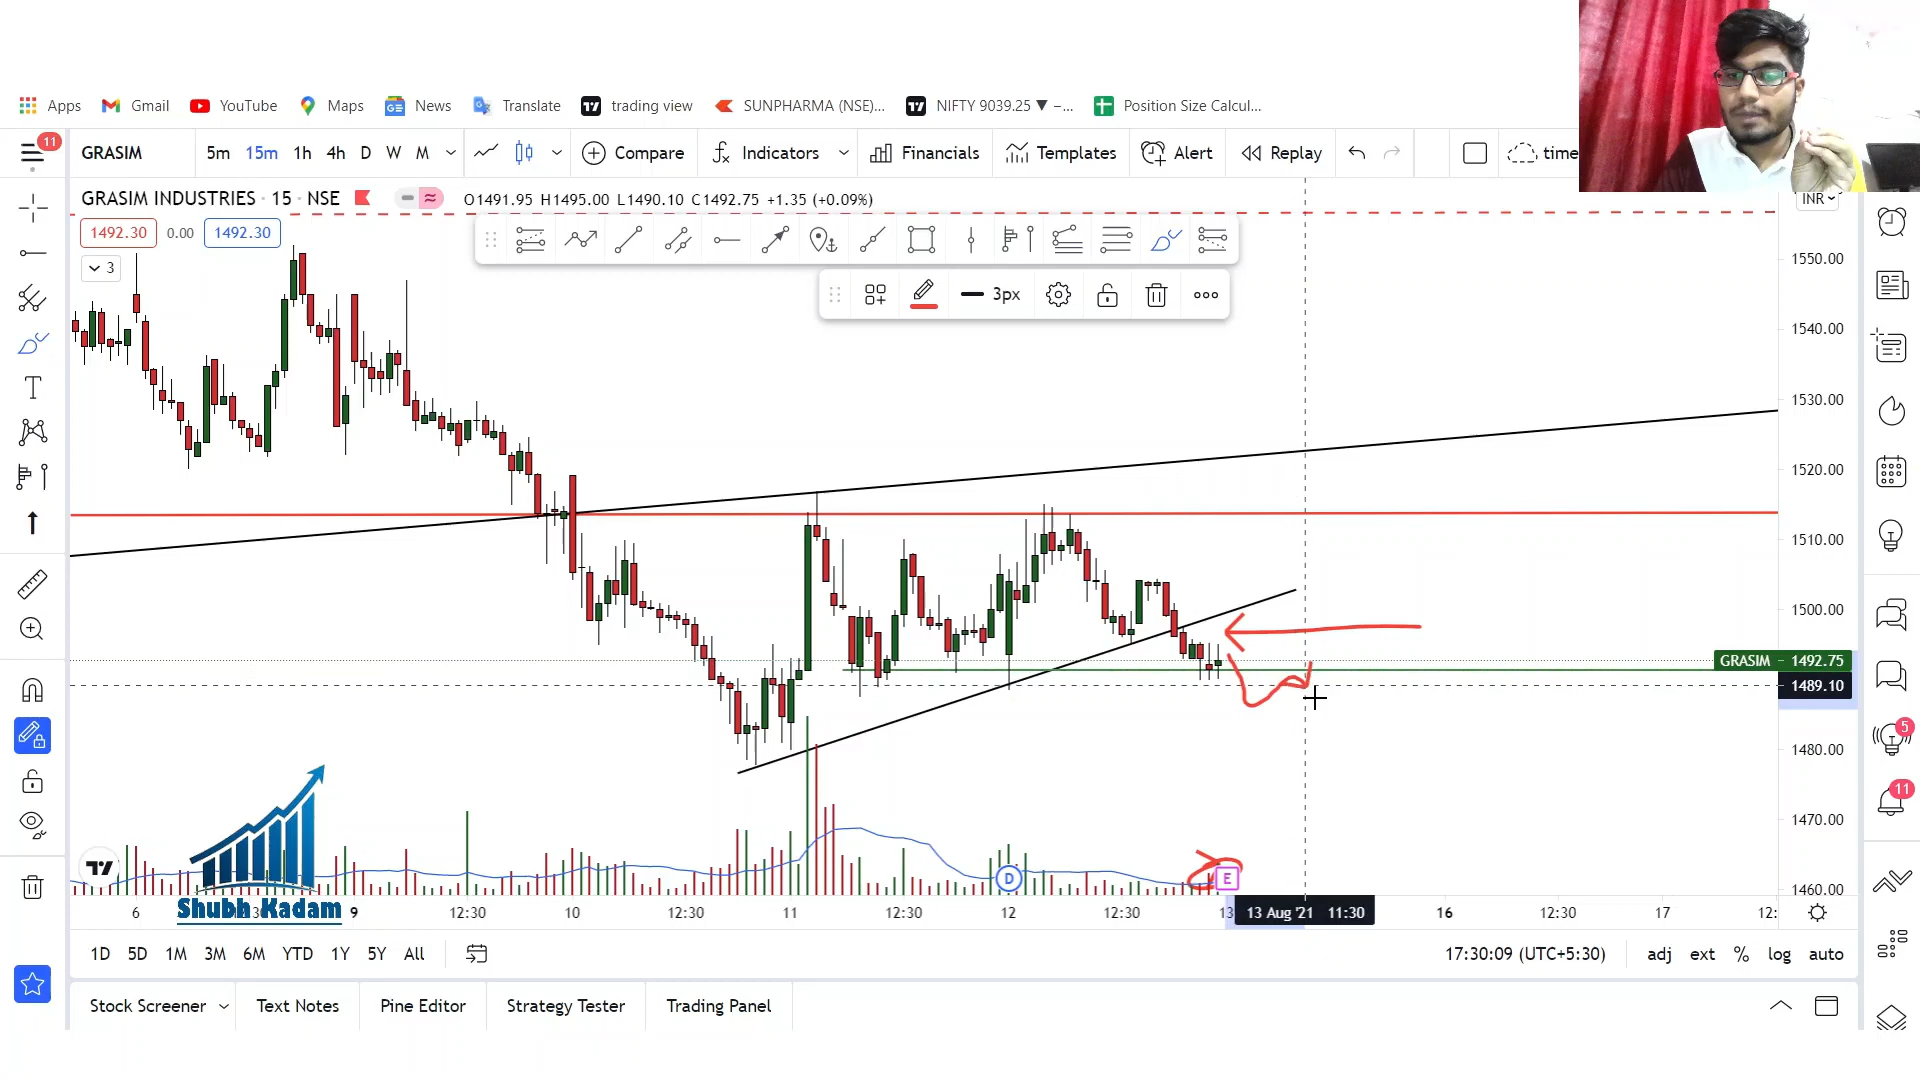 Apps Gmail YouTube Maps News Translate trading view SUNPHARMA (NSE)... NIFTY 9039.25 ▼ –... Position Size Calcul...
11 GRASIM 5m 15m 1h 4h D W M Compare Indicators Financials Templates Alert Replay time
GRASIM INDUSTRIES · 15 · NSE O1491.95 H1495.00 L1490.10 C1492.75 +1.35 (+0.09%) INR
1492.30 0.00 1492.30
3
1550.00
3px
1540.00
1530.00
1520.00
1510.00
1500.00
GRASIM 1492.75
1489.10
5
1480.00
11
1470.00
D E
1460.00
Shubh Kadam
6 9 12:30 10 12:30 11 12:30 12 12:30 13 13 Aug '21 11:30 16 12:30 17 12:
1D 5D 1M 3M 6M YTD 1Y 5Y All 17:30:09 (UTC+5:30) adj ext % log auto
Stock Screener Text Notes Pine Editor Strategy Tester Trading Panel